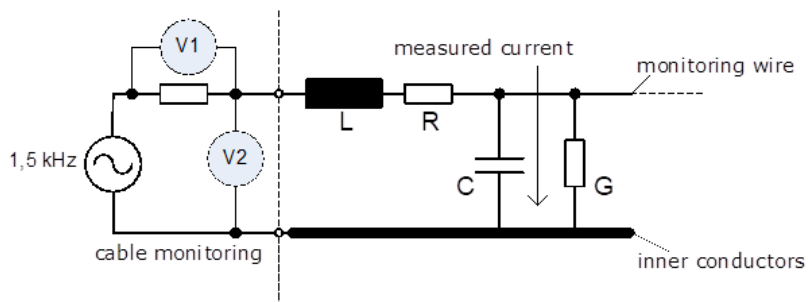 V1
measured current
monitoring wire
L
R
1,5 kHz
V2
C
G
cable monitoring
inner conductors